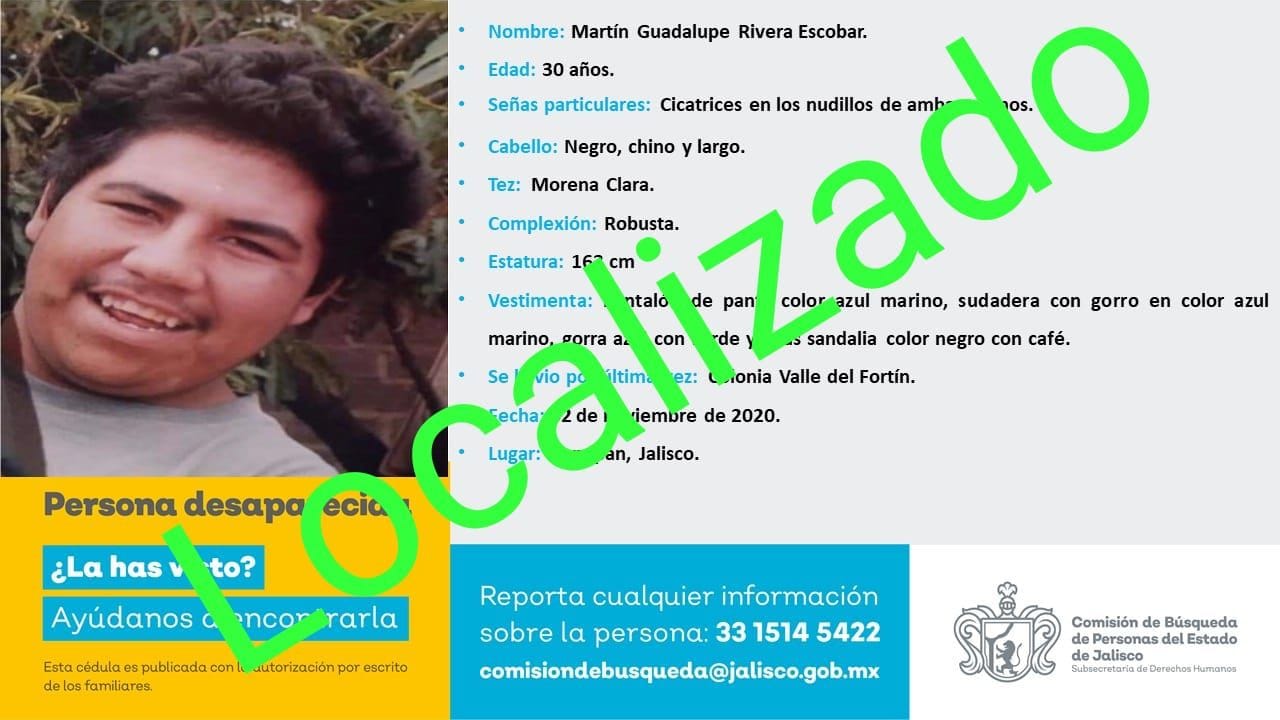 • Nombre: Martín Guadalupe Rivera Escobar.
• Edad: 30 años.
• Señas particulares: Cicatrices en los nudillos de
• Cabello: Negro, chino y largo.
• Tez: Morena Clara.
• Complexión: Robusta.
• Estatura: cm
• Vestimenta: de color azul marino, sudadera con gorro en color azul
marino, gorra con sandalia color negro con café.
• Se vio por última vez: Colonia Valle del Fortín.
Fecha: de noviembre de 2020.
• Lugar: Jalisco.
Localizado
Persona desaparecida
¿La has visto?
Ayúdanos a encontrarla
Esta cédula es publicada con la autorización por escrito
de los familiares.
Reporta cualquier información
sobre la persona: 33 1514 5422
comisiondebusqueda@jalisco.gob.mx
Comisión de Búsqueda
de Personas del Estado
de Jalisco
Subsecretaría de Derechos Humanos